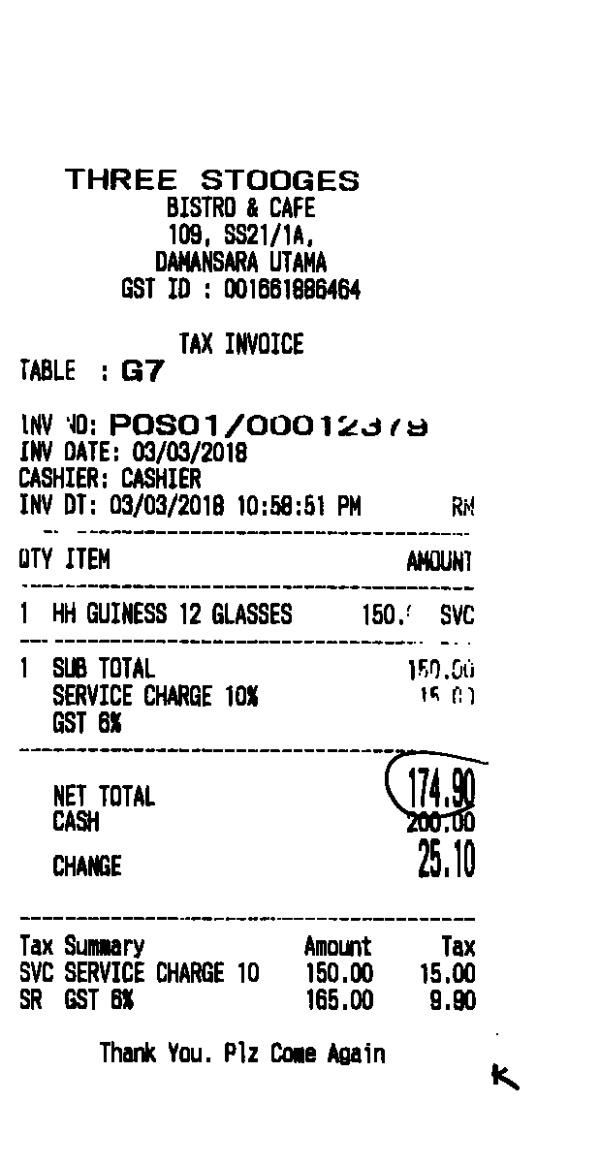 THREE STOOGES
BISTRO & CAFE
109, SS21/1A,
DAMANSARA UTAMA
GST ID : 001661886464
TAX INVOICE
TABLE : G7
INV NO: POS01/00012379
INV DATE: 03/03/2018
CASHIER: CASHIER
INV DT: 03/03/2018 10:58:51 PM RM
QTY ITEM AMOUNT
1 HH GUINESS 12 GLASSES 150. SVC
1 SUB TOTAL 150.00
SERVICE CHARGE 10% 15.00
GST 6%
NET TOTAL 174.90
CASH 200.00
CHANGE 25.10
Tax Summary Amount Tax
SVC SERVICE CHARGE 10 150.00 15.00
SR GST 6% 165.00 9.90
Thank You. Plz Come Again
K